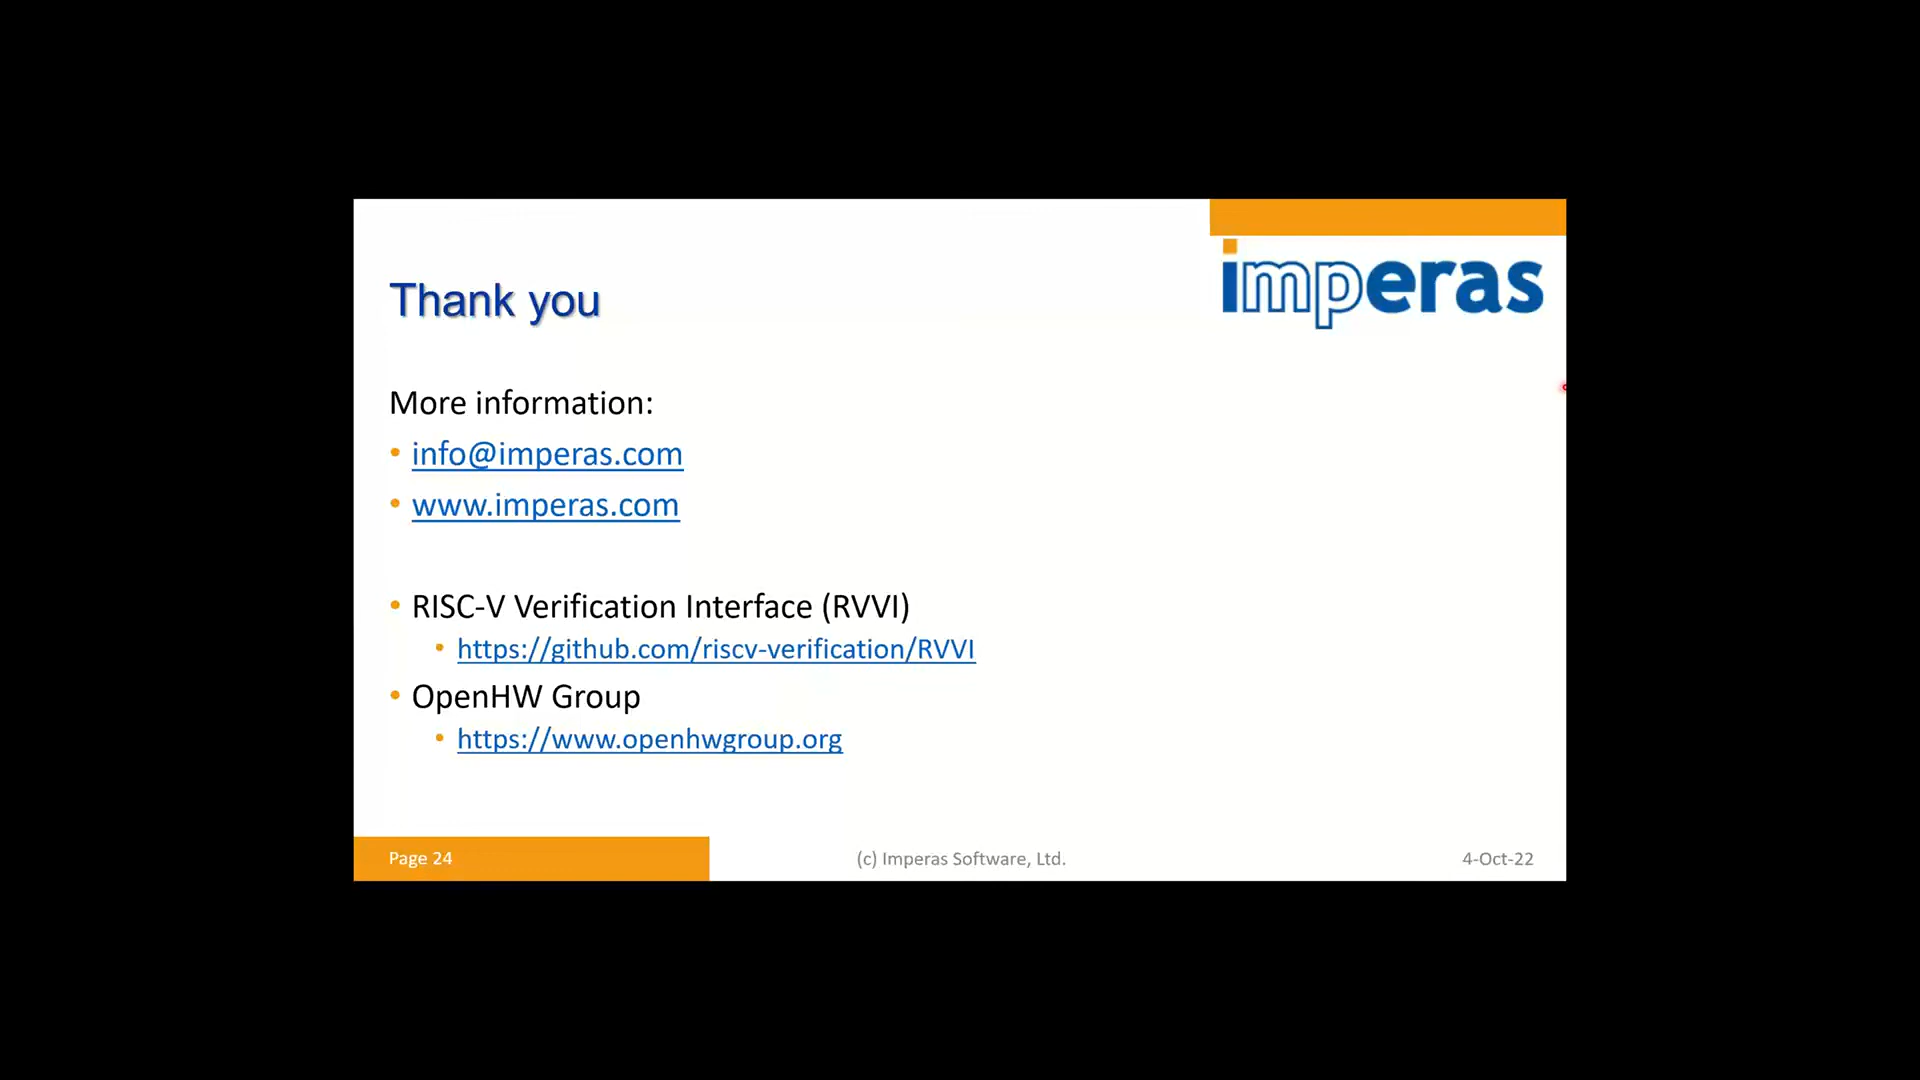 imperas
Thank you
More information:
• info@imperas.com
• www.imperas.com
• RISC-V Verification Interface (RVVI)
• https://github.com/riscv-verification/RVVI
• OpenHW Group
• https://www.openhwgroup.org
Page 24
(c) Imperas Software, Ltd.
4-Oct-22